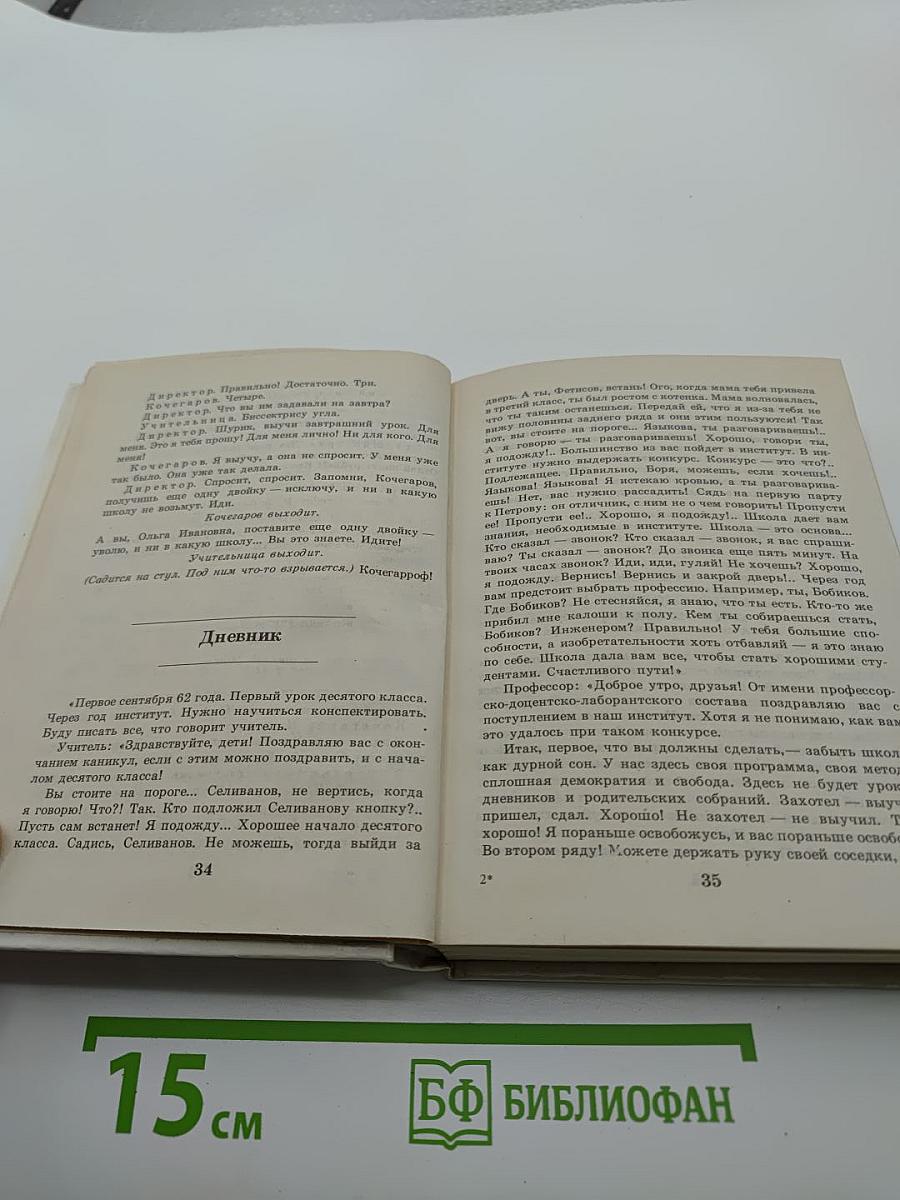 Директор. Правильно! Достаточно. Три.
Кочегаров. Четыре.
Директор. Что вы им задавали на завтра?
Учительница. Биссектрису угла.
Директор. Шурик, выучи завтрашний урок. Для
меня. Это я тебя прошу! Для меня лично! Ни для кого. Для
меня!
Кочегаров. Я выучу, а она не спросит. У меня уже
так было. Она уже так делала.
Директор. Спросит, спросит. Запомни, Кочегаров,
получишь еще одну двойку — исключу, и ни в какую
школу не возьмут. Иди.
Кочегаров выходит.
А вы, Ольга Ивановна, поставите еще одну двойку —
уволю, и ни в какую школу... Вы это знаете. Идите!
Учительница выходит.
(Садится на стул. Под ним что-то взрывается.) Кочегарроф!
Дневник
«Первое сентября 62 года. Первый урок десятого класса.
Через год институт. Нужно научиться конспектировать.
Буду писать все, что говорит учитель.
Учитель: «Здравствуйте, дети! Поздравляю вас с окон-
чанием каникул, если с этим можно поздравить, и с нача-
лом десятого класса!
Вы стоите на пороге... Селиванов, не вертись, когда
я говорю! Что?! Так. Кто подложил Селиванову кнопку?..
Пусть сам встанет! Я подожду... Хорошее начало десятого
класса. Садись, Селиванов. Не можешь, тогда выйди за
34
дверь. А ты, Фетисов, встань! Ого, когда мама тебя привела
в третий класс, ты был ростом с котенка. Мама волновалась,
что ты таким останешься. Передай ей, что я из-за тебя не
вижу половины заднего ряда и они этим пользуются! Так
вот, вы стоите на пороге... Языкова, ты разговариваешь!..
А я говорю — ты разговариваешь! Хорошо, говори ты,
я подожду!.. Большинство из вас пойдет в институт. В ин-
ституте нужно выдержать конкурс. Конкурс — это что?..
Подлежащее. Правильно, Боря, можешь, если хочешь!..
Языкова! Языкова! Я истекаю кровью, а ты разговарива-
ешь! Нет, вас нужно рассадить! Сядь на первую парту
к Петрову: он отличник, с ним не о чем говорить! Пропусти
ее! Пропусти ее!.. Хорошо, я подожду!.. Школа дает вам
знания, необходимые в институте. Школа — это основа...
Кто сказал — звонок? Кто сказал — звонок, я вас спраши-
ваю? Ты сказал — звонок? До звонка еще пять минут. На
твоих часах звонок? Иди, иди, гуляй! Не хочешь? Хорошо,
я подожду. Вернись! Вернись и закрой дверь!.. Через год
вам предстоит выбрать профессию. Например, ты, Бобиков.
Где Бобиков? Не стесняйся, я знаю, что ты есть. Кто-то же
прибил мне калоши к полу. Кем ты собираешься стать,
Бобиков? Инженером? Правильно! У тебя большие спо-
собности, а изобретательности хоть отбавляй — я это знаю
по себе. Школа дала вам все, чтобы стать хорошими сту-
дентами. Счастливого пути!»
Профессор: «Доброе утро, друзья! От имени профессор-
ско-доцентско-лаборантского состава поздравляю вас с
поступлением в наш институт. Хотя я не понимаю, как вам
это удалось при таком конкурсе.
Итак, первое, что вы должны сделать,— забыть школ
как дурной сон. У нас здесь своя программа, своя метод
сплошная демократия и свобода. Здесь не будет урок
дневников и родительских собраний. Захотел — выуч
пришел, сдал. Хорошо! Не захотел — не выучил. Т
хорошо! Я пораньше освобожусь, и вас пораньше освобо
Во втором ряду! Можете держать руку своей соседки,
2*
35
15 см
БФ БИБЛИОФАН